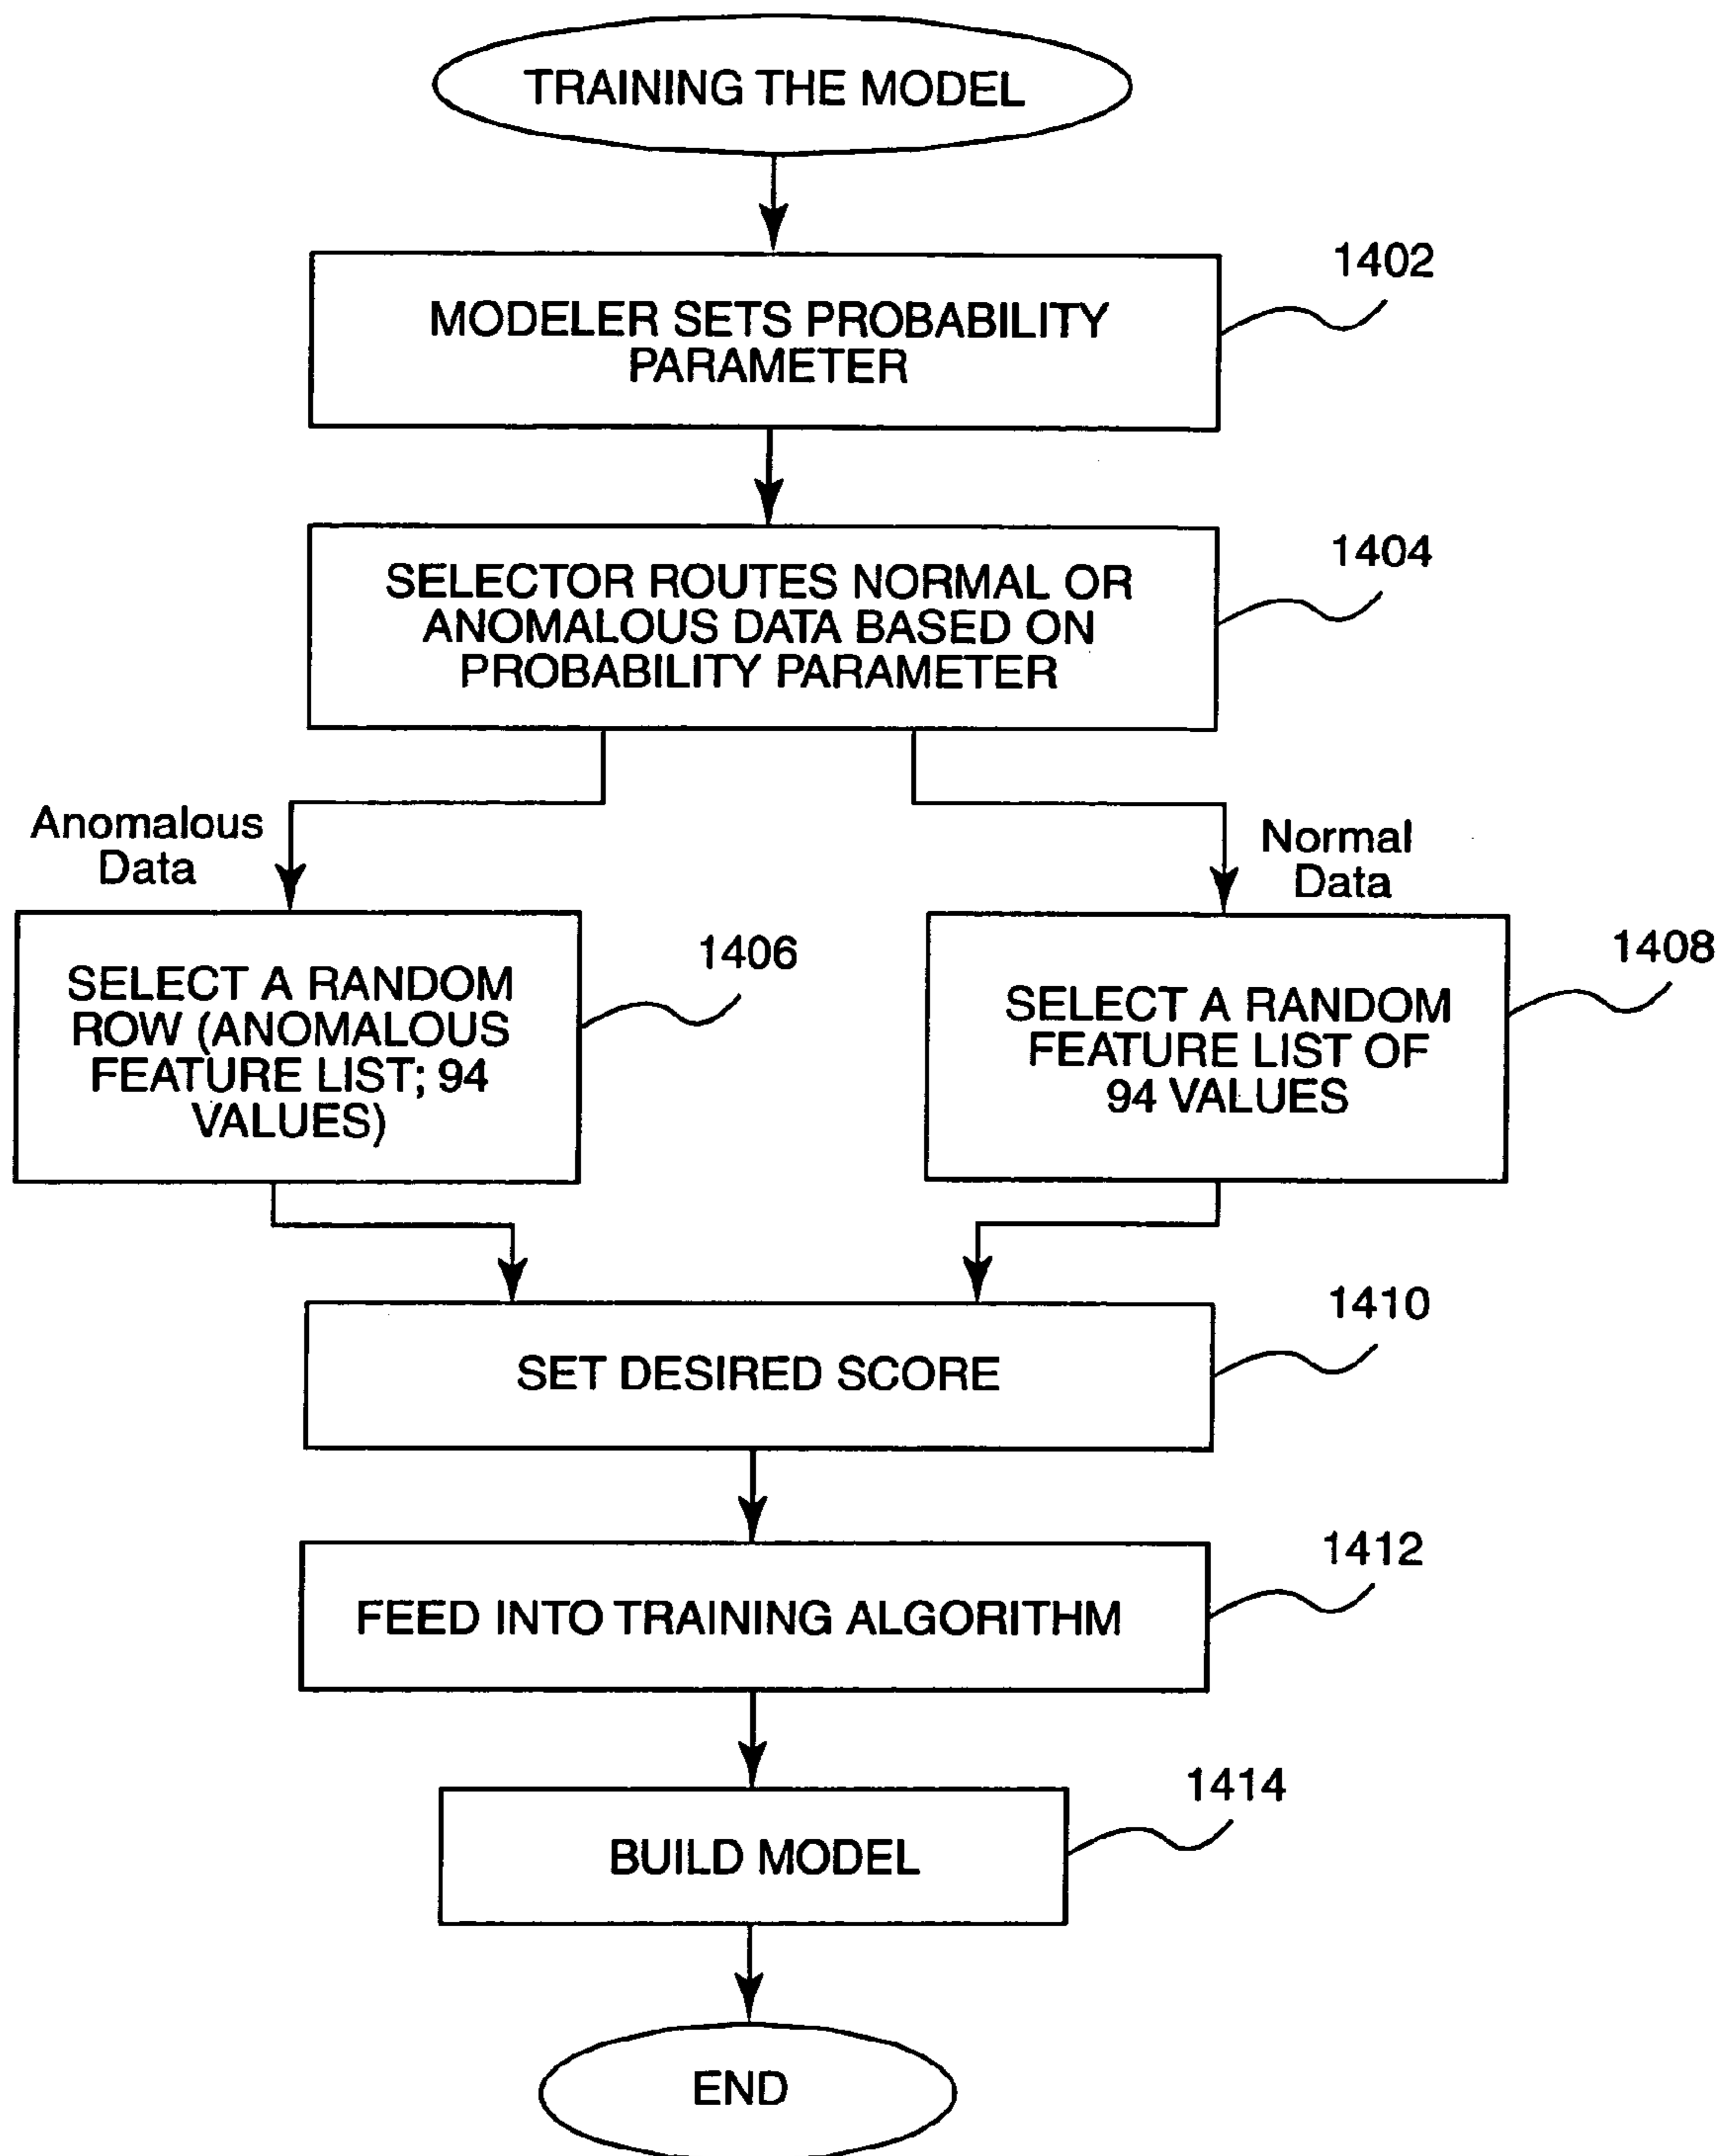 TRAINING THE MODEL
1402
MODELER SETS PROBABILITY
PARAMETER
1404
SELECTOR ROUTES NORMAL OR
ANOMALOUS DATA BASED ON
PROBABILITY PARAMETER
Anomalous
Data
Normal
Data
1406
SELECT A RANDOM
ROW (ANOMALOUS
FEATURE LIST; 94
VALUES)
1408
SELECT A RANDOM
FEATURE LIST OF
94 VALUES
1410
SET DESIRED SCORE
1412
FEED INTO TRAINING ALGORITHM
1414
BUILD MODEL
END